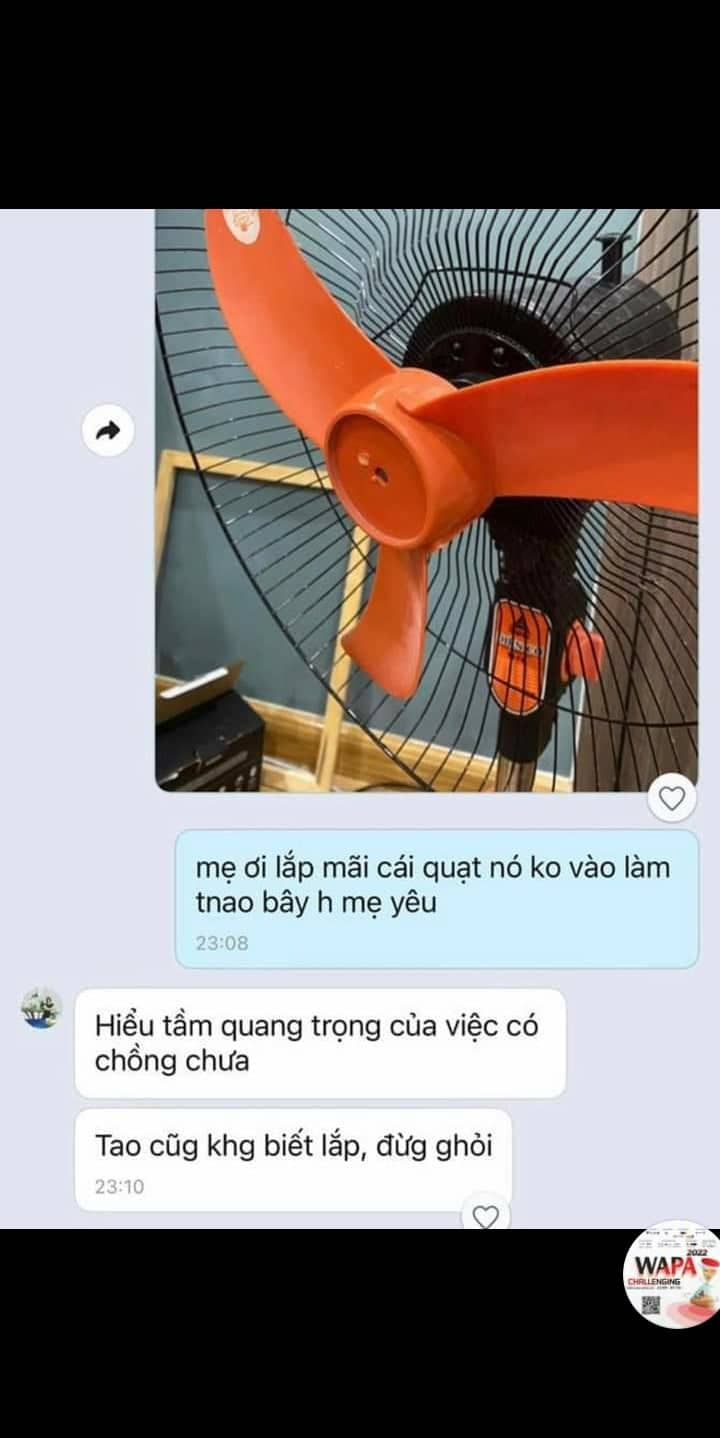 mẹ ơi lắp mãi cái quạt nó ko vào làm
tnao bây h mẹ yêu
23:08
Hiểu tầm quang trọng của việc có
chồng chưa
Tao cũg khg biết lắp, đừg ghỏi
23:10
2022
WAPA
CHALLENGING